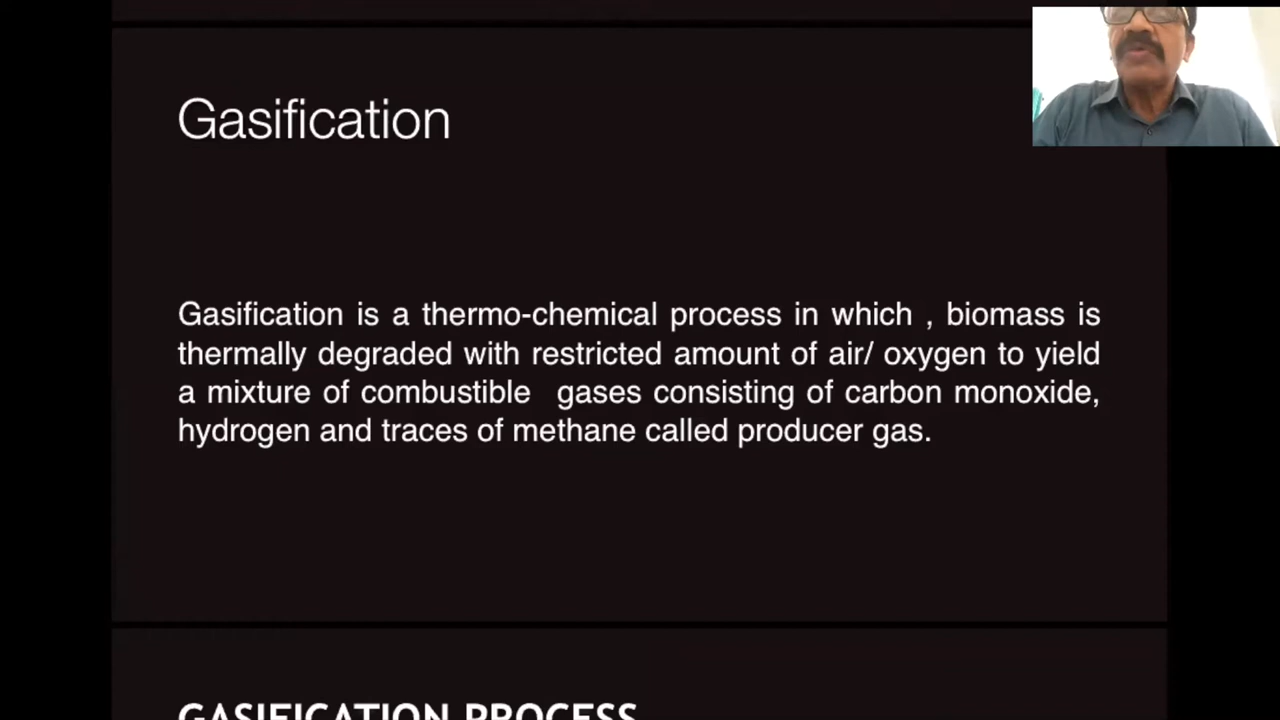 Gasification
Gasification is a thermo-chemical process in which , biomass is
thermally degraded with restricted amount of air/ oxygen to yield
a mixture of combustible gases consisting of carbon monoxide,
hydrogen and traces of methane called producer gas.
GASIFICATION PROCESS